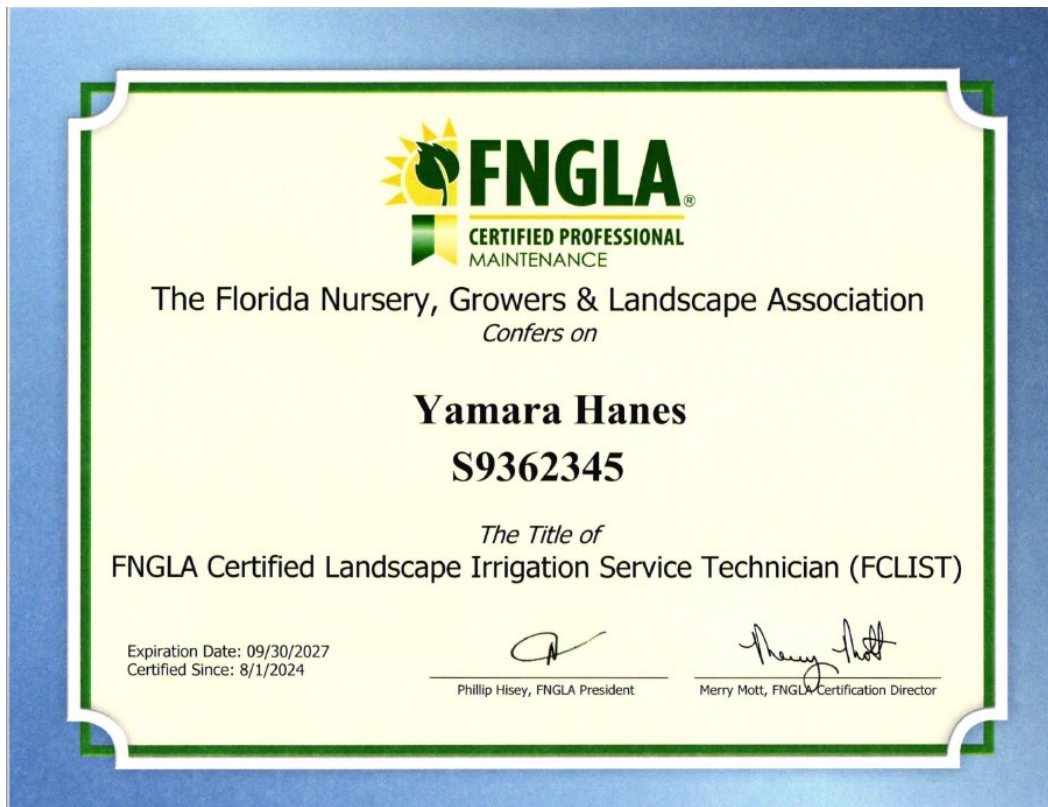 FNGLA®
CERTIFIED PROFESSIONAL
MAINTENANCE
The Florida Nursery, Growers & Landscape Association
Confers on
Yamara Hanes
S9362345
The Title of
FNGLA Certified Landscape Irrigation Service Technician (FCLIST)
Expiration Date: 09/30/2027
Certified Since: 8/1/2024
Merry Mott
Phillip Hisey, FNGLA President
Merry Mott, FNGLA Certification Director